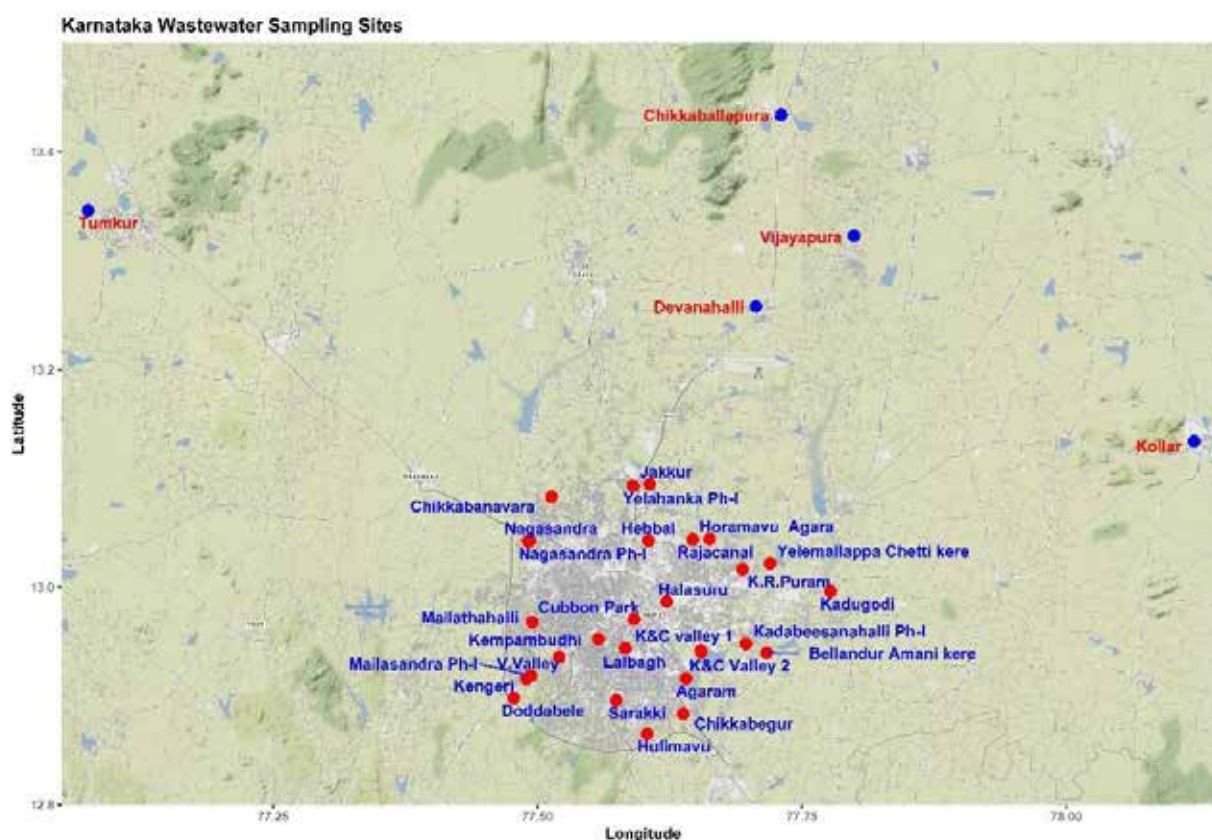 Karnataka Wastewater Sampling Sites
Chikkaballapura
13.4
Tumkur
Vijayapura
Devanahalli
13.2
Latitude
Kollar
Jakkur
Chikkabanavara
Yelahanka Ph-I
Nagasandra
Hebbal
Horamavu Agara
Nagasandra Ph-I
Rajacanal
Yelemallappa Chetti kere
K.R.Puram
13.0
Halasuru
Kadugodi
Cubbon Park
Mallathahalli
Kadabeesanahalli Ph-I
Kempambudhi
K&C valley 1
Bellandur Amani kere
Mailasandra Ph-I
V.Valley
Lalbagh
K&C Valley 2
Kengeri
Agaram
Doddabele
Sarakki
Chikkabegur
Hulimavu
12.8
77.25
77.50
77.75
78.00
Longitude